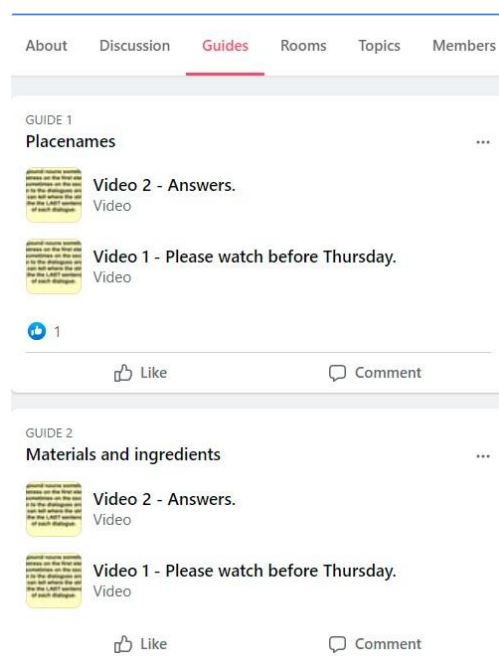 About Discussion Guides Rooms Topics Members
GUIDE 1
Placenames
Video 2 - Answers.
Video
Video 1 - Please watch before Thursday.
Video
1
Like Comment
GUIDE 2
Materials and ingredients
Video 2 - Answers.
Video
Video 1 - Please watch before Thursday.
Video
Like Comment